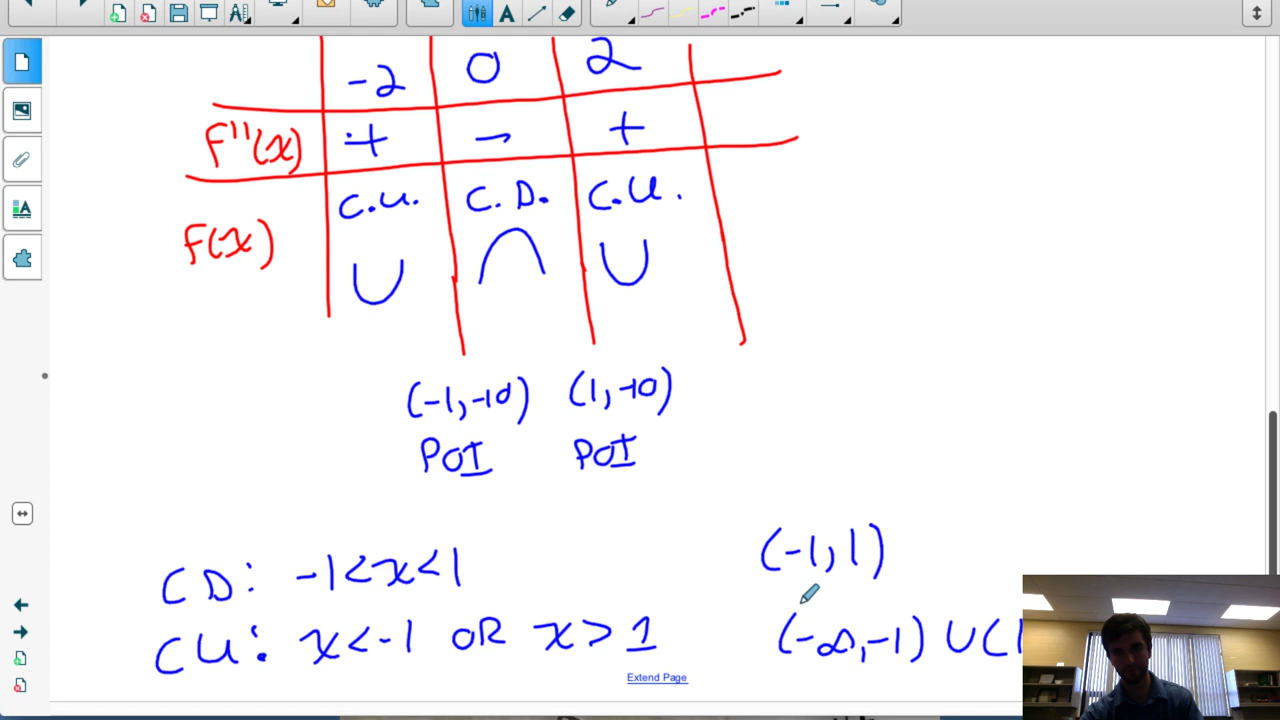 -2 0 2
F''(x) + - +
C.U. C.D. C.U.
F(x)
(-1,-10) (1,-10)
POI POI
(-1,1)
CD: -1<x<1
CU: x<-1 OR x>1 (-∞,-1) U(1
Extend Page